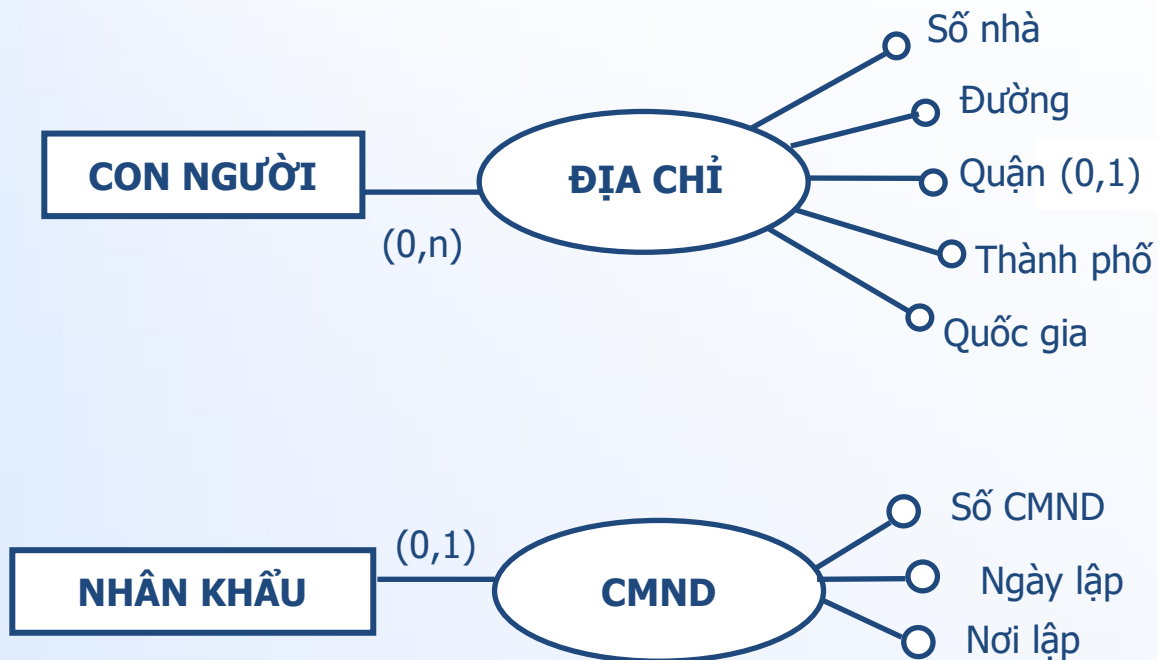 Số nhà
Đường
CON NGƯỜI
ĐỊA CHỈ
Quận (0,1)
(0,n)
Thành phố
Quốc gia
Số CMND
(0,1)
NHÂN KHẨU
CMND
Ngày lập
Nơi lập